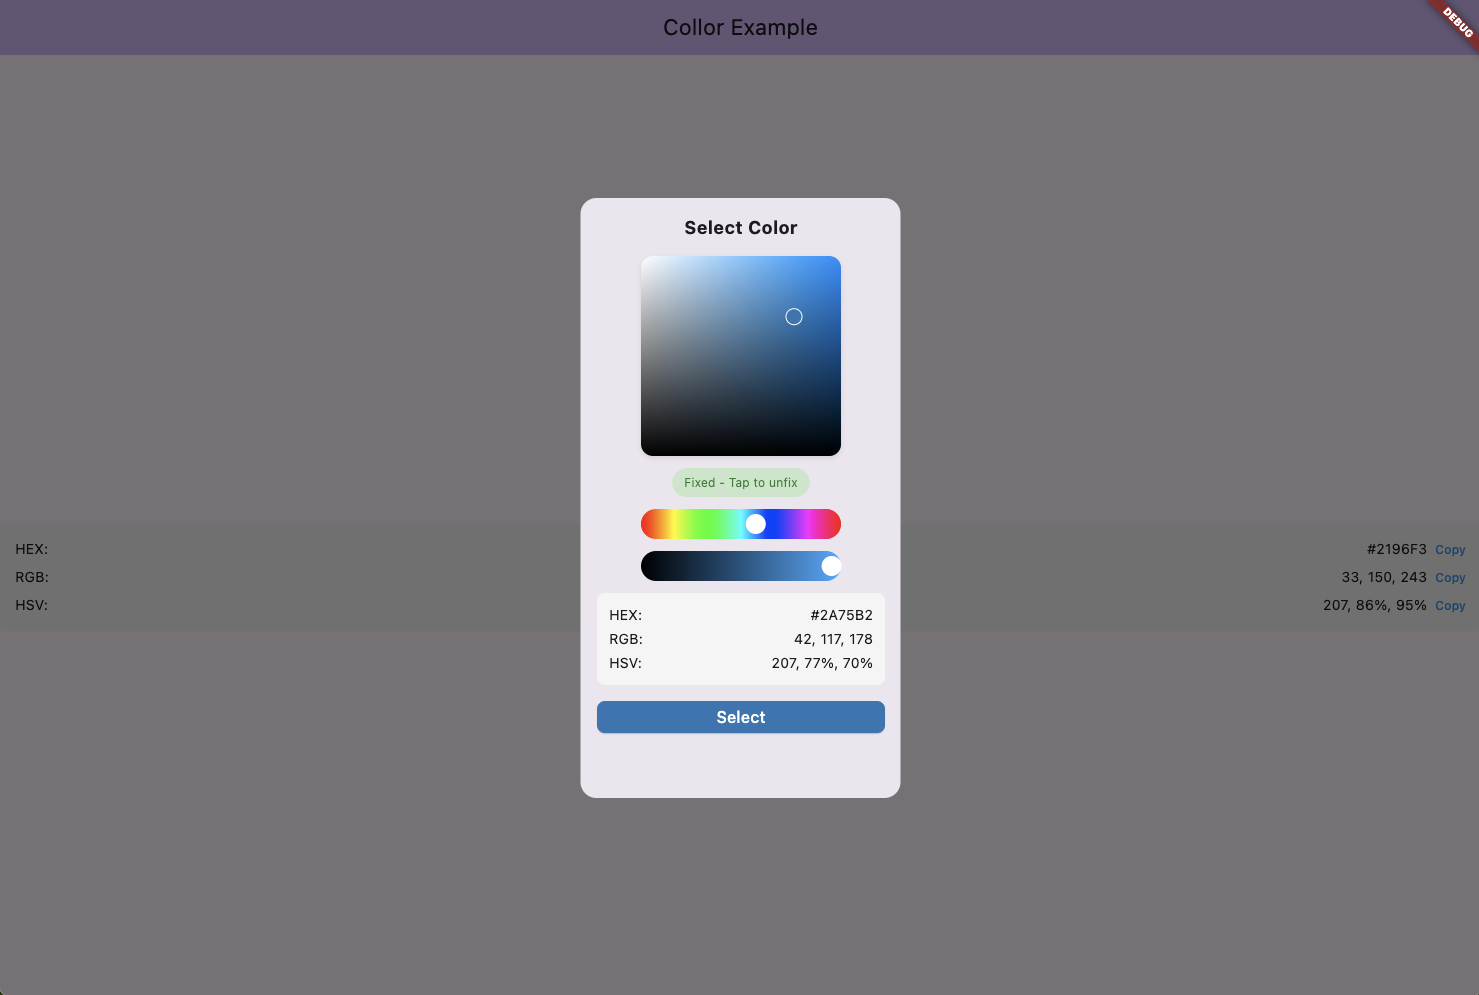 Collor Example
DEBUG
Select Color
Fixed - Tap to unfix
HEX: #2196F3 Copy
RGB: 33, 150, 243 Copy
HSV: 207, 86%, 95% Copy
HEX: #2A75B2
RGB: 42, 117, 178
HSV: 207, 77%, 70%
Select